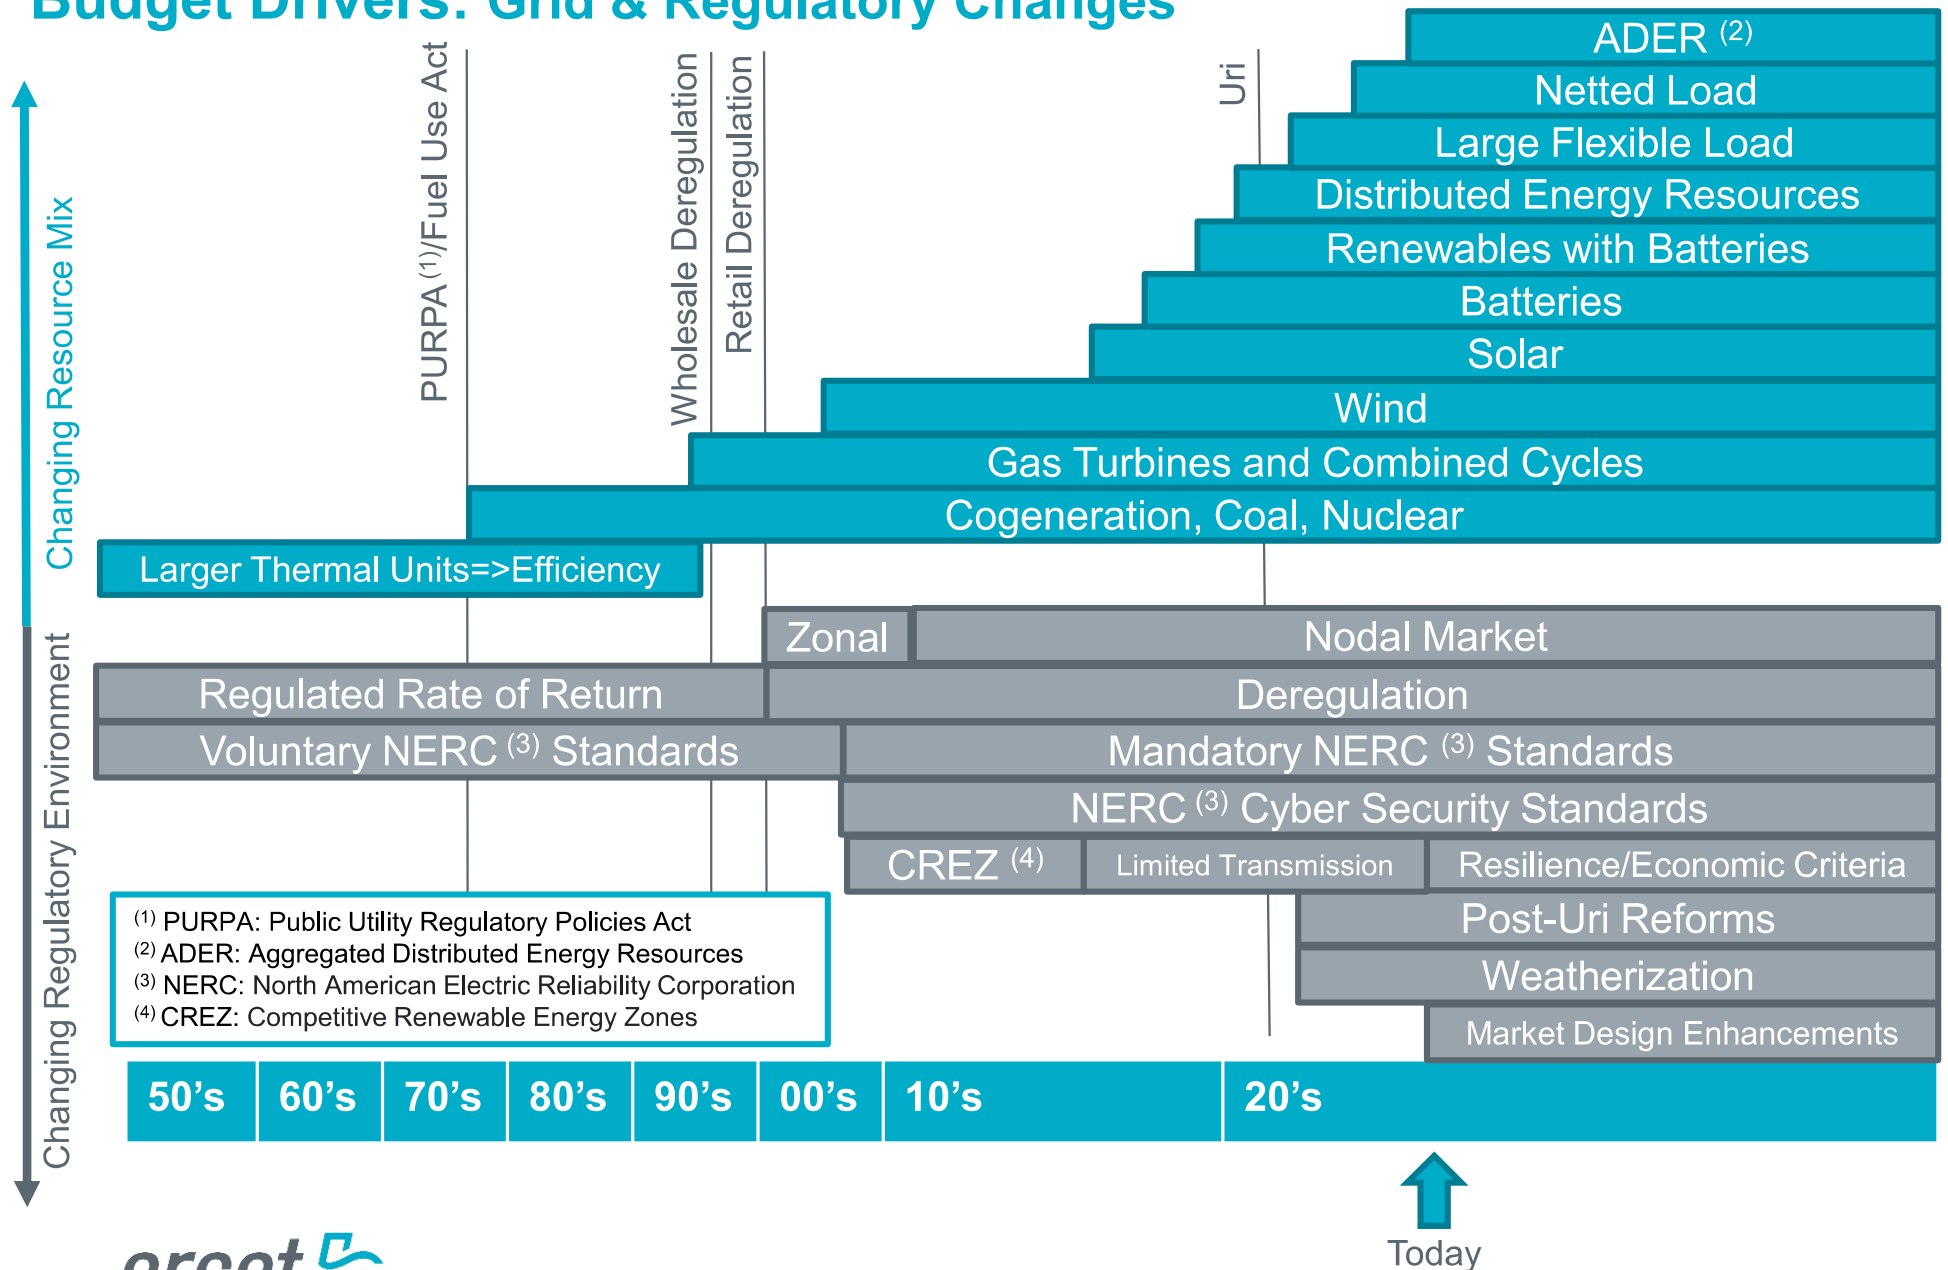 Budget Drivers: Grid & Regulatory Changes
PURPA (1)/Fuel Use Act
Wholesale Deregulation
Retail Deregulation
Uri
Changing Resource Mix
ADER (2)
Netted Load
Large Flexible Load
Distributed Energy Resources
Renewables with Batteries
Batteries
Solar
Wind
Gas Turbines and Combined Cycles
Cogeneration, Coal, Nuclear
Larger Thermal Units=>Efficiency
Changing Regulatory Environment
Zonal
Nodal Market
Regulated Rate of Return
Deregulation
Voluntary NERC (3) Standards
Mandatory NERC (3) Standards
NERC (3) Cyber Security Standards
CREZ (4)
Limited Transmission
Resilience/Economic Criteria
Post-Uri Reforms
Weatherization
Market Design Enhancements
(1) PURPA: Public Utility Regulatory Policies Act
(2) ADER: Aggregated Distributed Energy Resources
(3) NERC: North American Electric Reliability Corporation
(4) CREZ: Competitive Renewable Energy Zones
50's 60's 70's 80's 90's 00's 10's 20's
Today
ercot